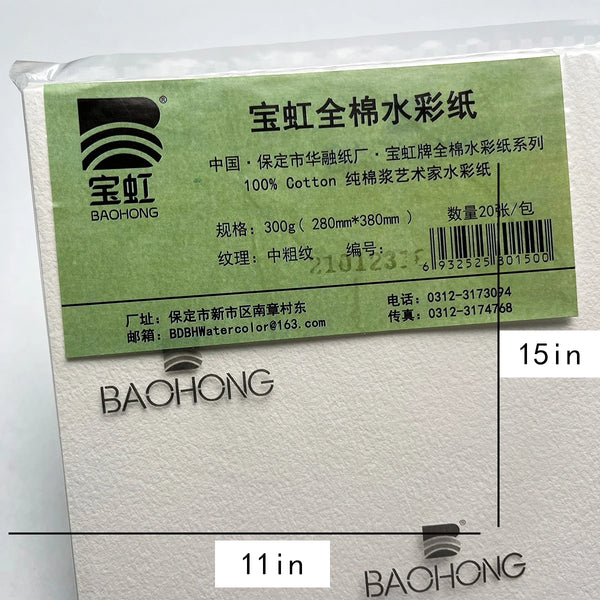 宝虹
BAOHONG
宝虹全棉水彩纸
中国·保定市华融纸厂·宝虹牌全棉水彩纸系列
100% Cotton 纯棉浆艺术家水彩纸
规格：300g( 280mm*380mm ) 数量20张/包
纹理：中粗纹 编号：
6 932525 801500
厂址：保定市新市区南章村东
邮箱：BDBHWatercolor@163.com
电话：0312-3173094
传真：0312-3174768
BAOHONG
15in
11in
BAOHONG